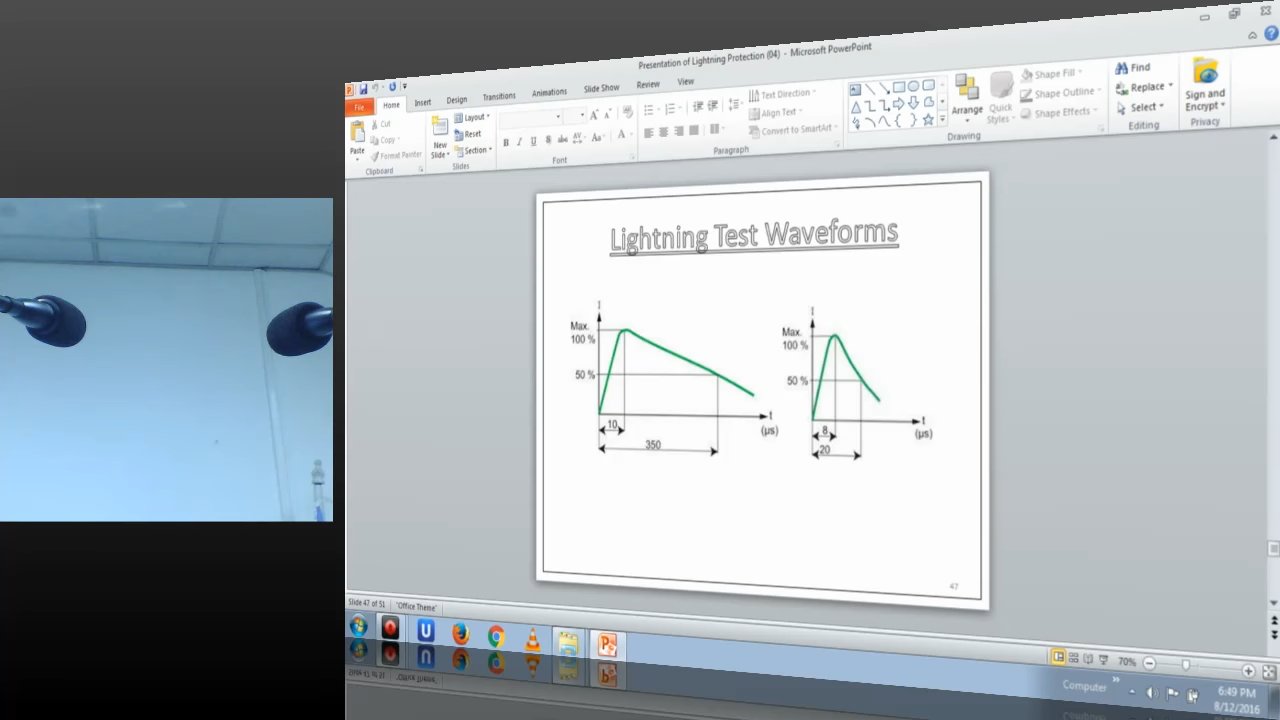 Presentation of Lightning Protection (04) - Microsoft PowerPoint
File
Home
Insert
Design
Transitions
Animations
Slide Show
Review
View
Paste
Cut
Copy
Format Painter
Clipboard
New
Slide
Layout
Reset
Section
Slides
B I U S abc AV Aa A
Font
Text Direction
Align Text
Convert to SmartArt
Paragraph
Arrange
Quick
Styles
Shape Fill
Shape Outline
Shape Effects
Drawing
Find
Replace
Select
Editing
Sign and
Encrypt
Privacy
Lightning Test Waveforms
I
Max.
100 %
50 %
t
(μs)
10
350
I
Max.
100 %
50 %
t
(μs)
8
20
47
Slide 47 of 51
"Office Theme"
70%
Computer
6:49 PM
8/12/2016